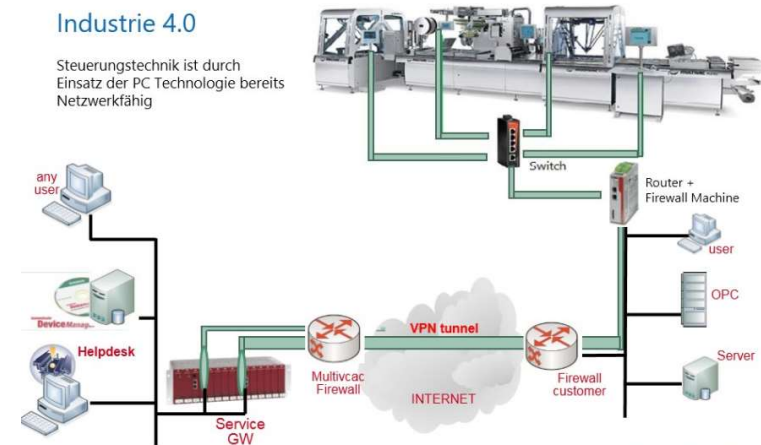 Industrie 4.0
Steuerungstechnik ist durch
Einsatz der PC Technologie bereits
Netzwerkfähig
Switch
Router +
Firewall Machine
any
user
user
OPC
DeviceManag...
Helpdesk
VPN tunnel
Server
Multivcac
Firewall
INTERNET
Firewall
customer
Service
GW